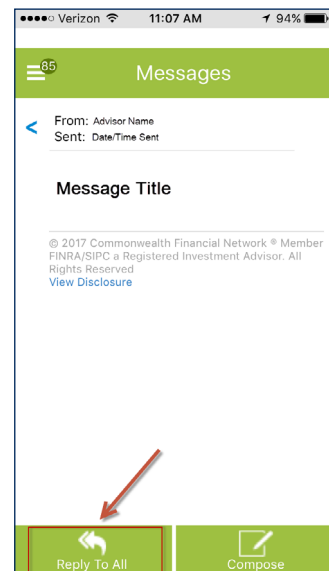 Verizon 11:07 AM 94%
85
Messages
<
From: Advisor Name
Sent: Date/Time Sent
Message Title
© 2017 Commonwealth Financial Network ® Member
FINRA/SIPC a Registered Investment Advisor. All
Rights Reserved
View Disclosure
Reply To All
Compose